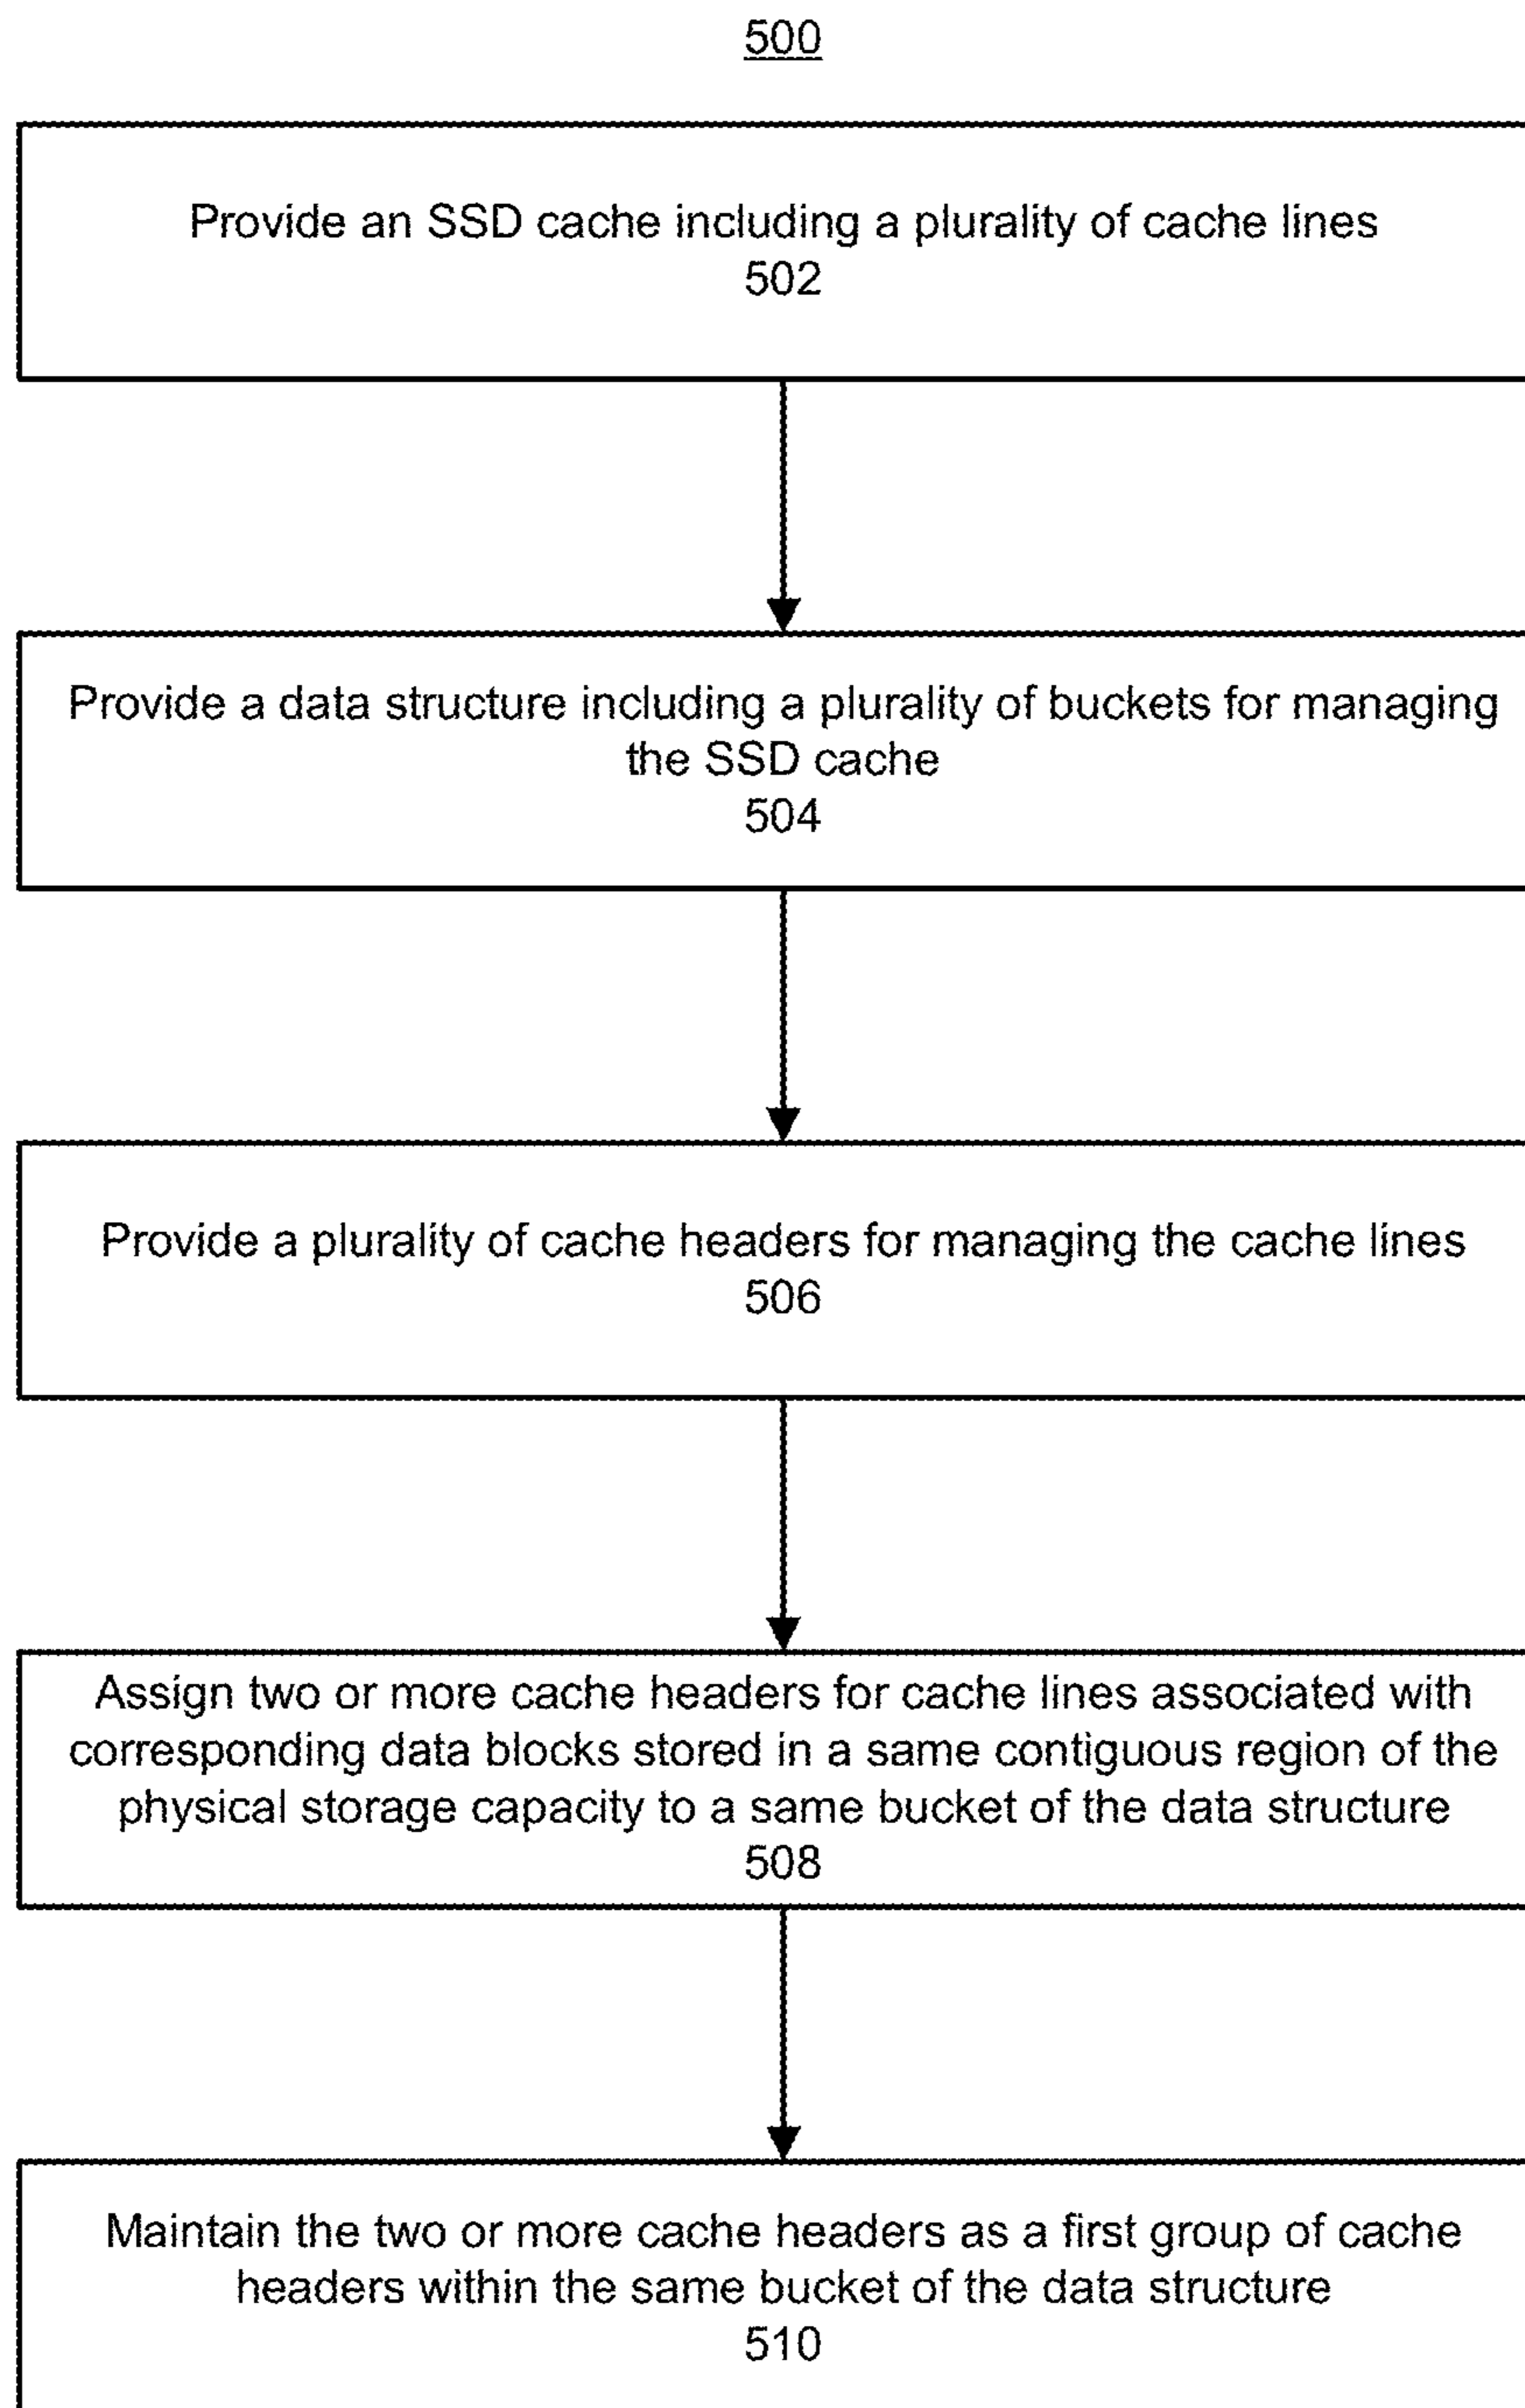 500
Provide an SSD cache including a plurality of cache lines
502
Provide a data structure including a plurality of buckets for managing
the SSD cache
504
Provide a plurality of cache headers for managing the cache lines
506
Assign two or more cache headers for cache lines associated with
corresponding data blocks stored in a same contiguous region of the
physical storage capacity to a same bucket of the data structure
508
Maintain the two or more cache headers as a first group of cache
headers within the same bucket of the data structure
510